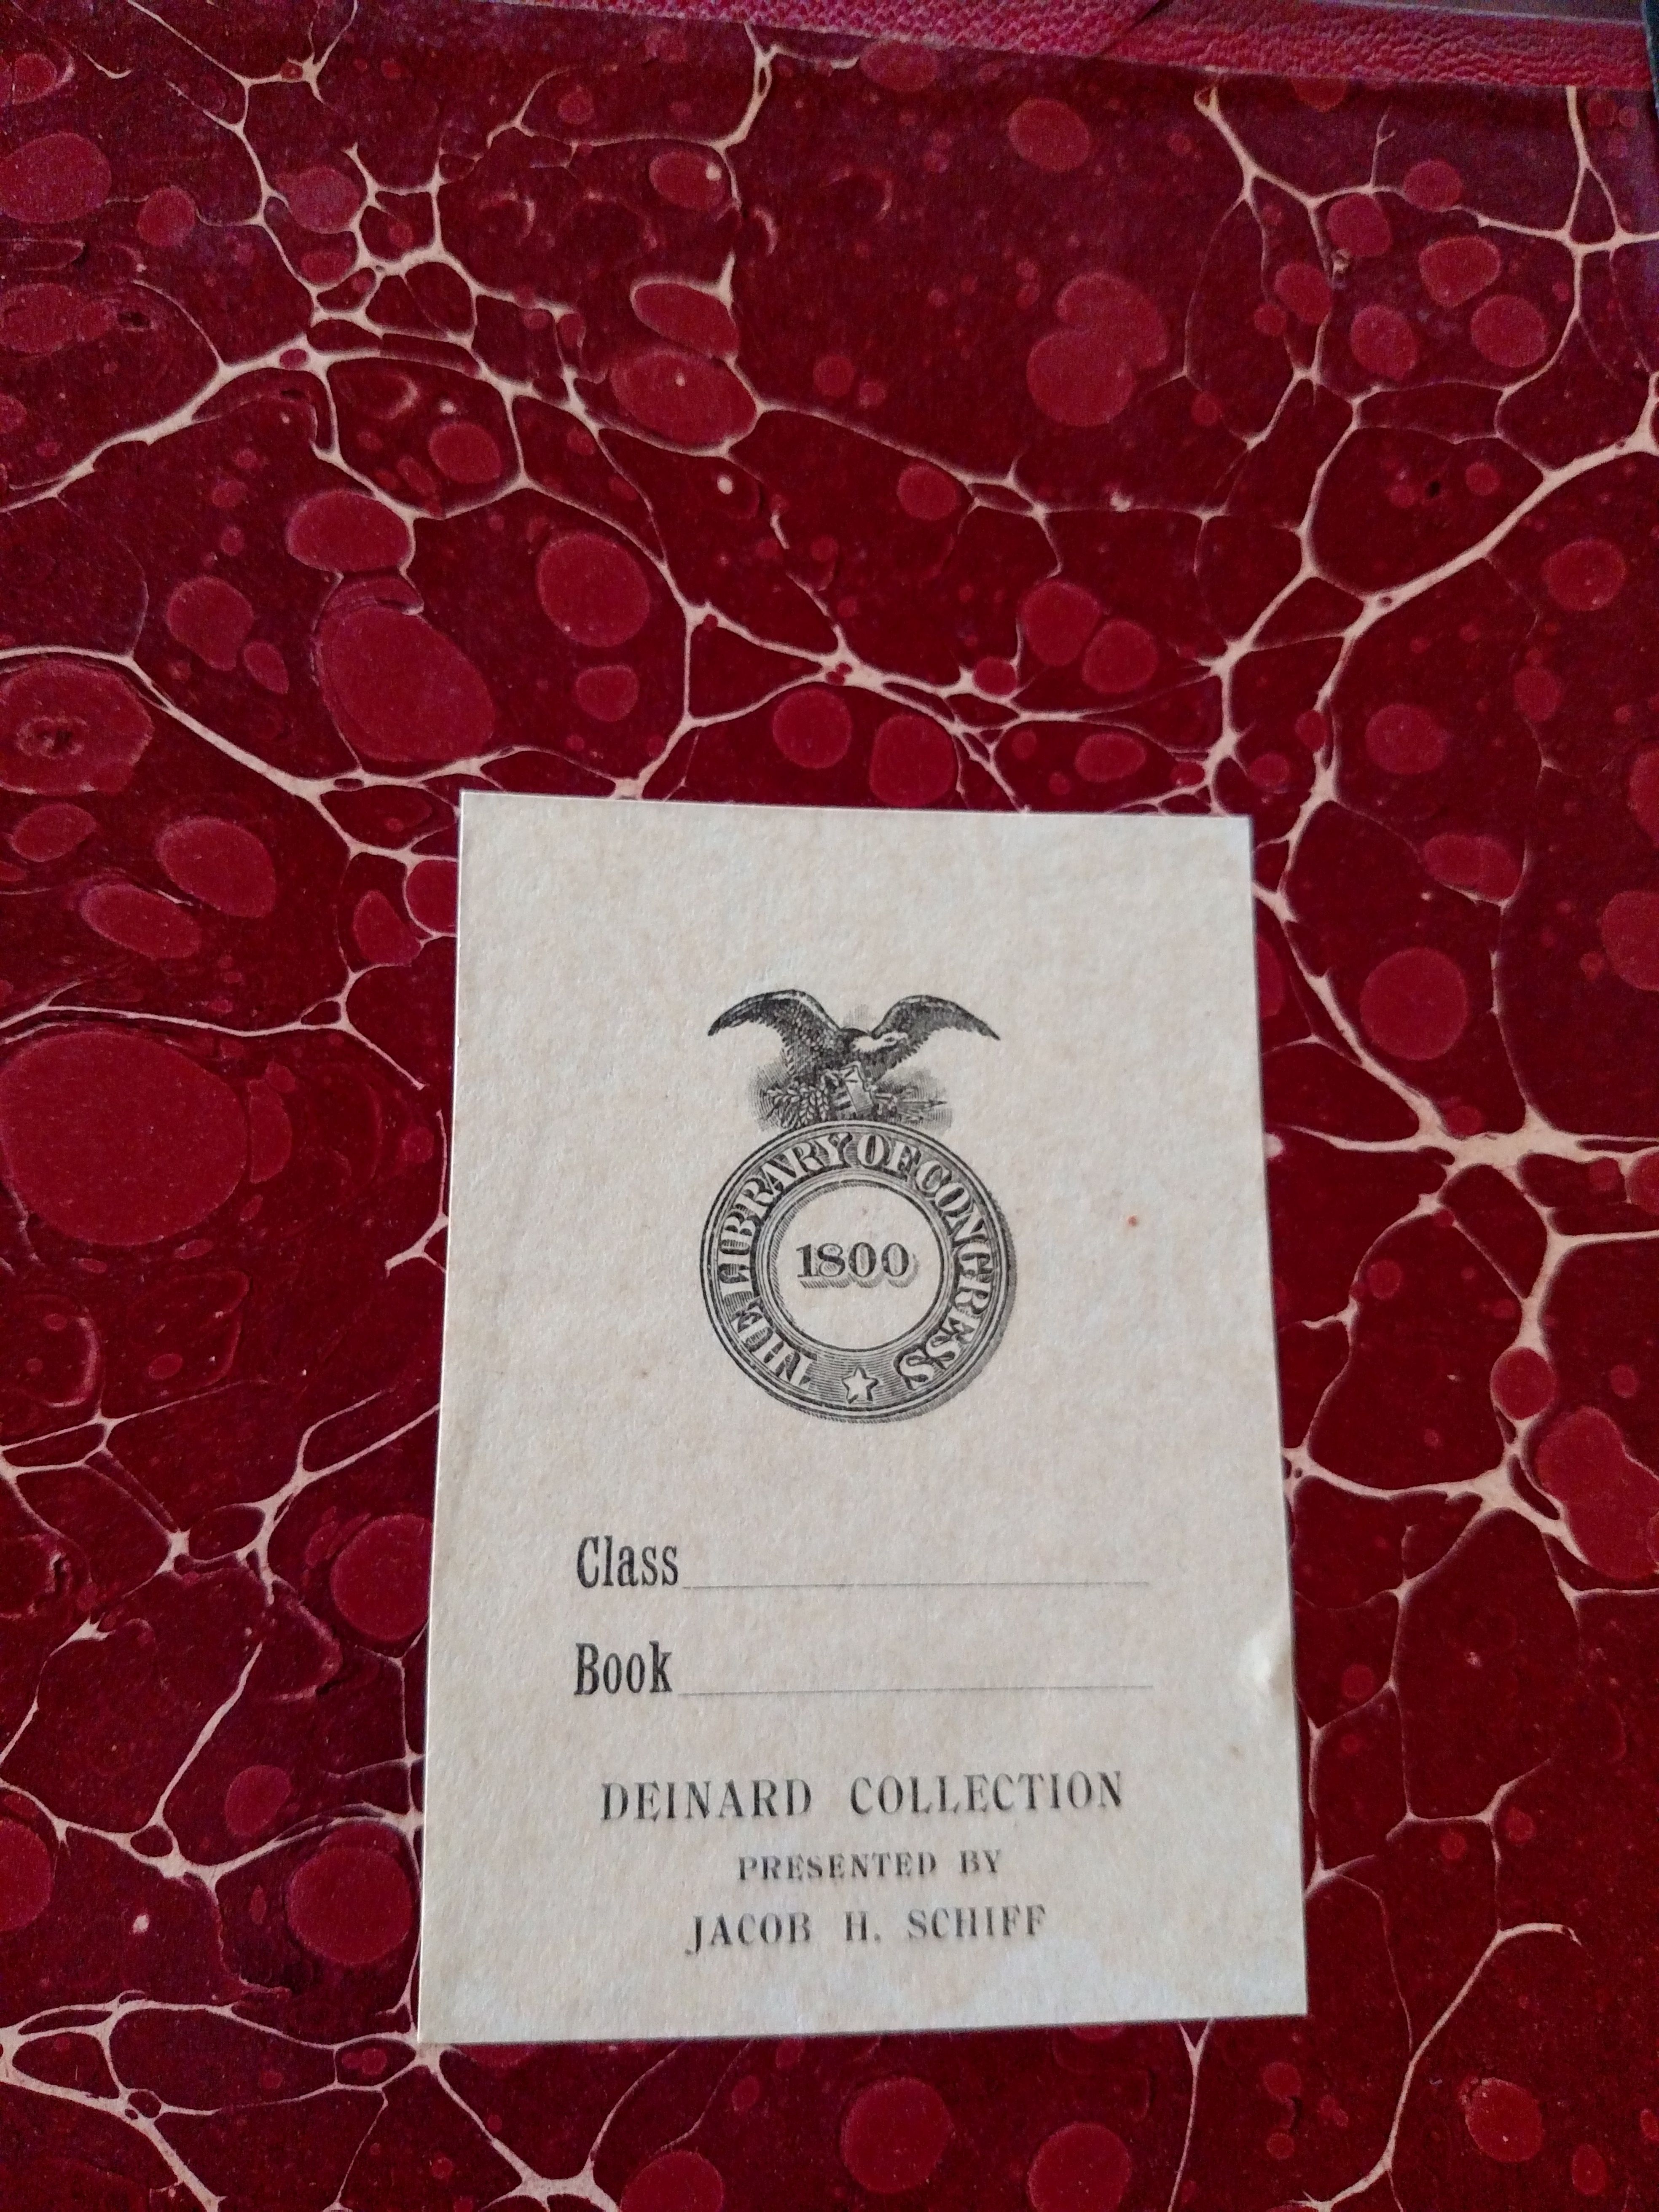 THE LIBRARY OF CONGRESS
1800
Class
Book
DEINARD COLLECTION
PRESENTED BY
JACOB H. SCHIFF